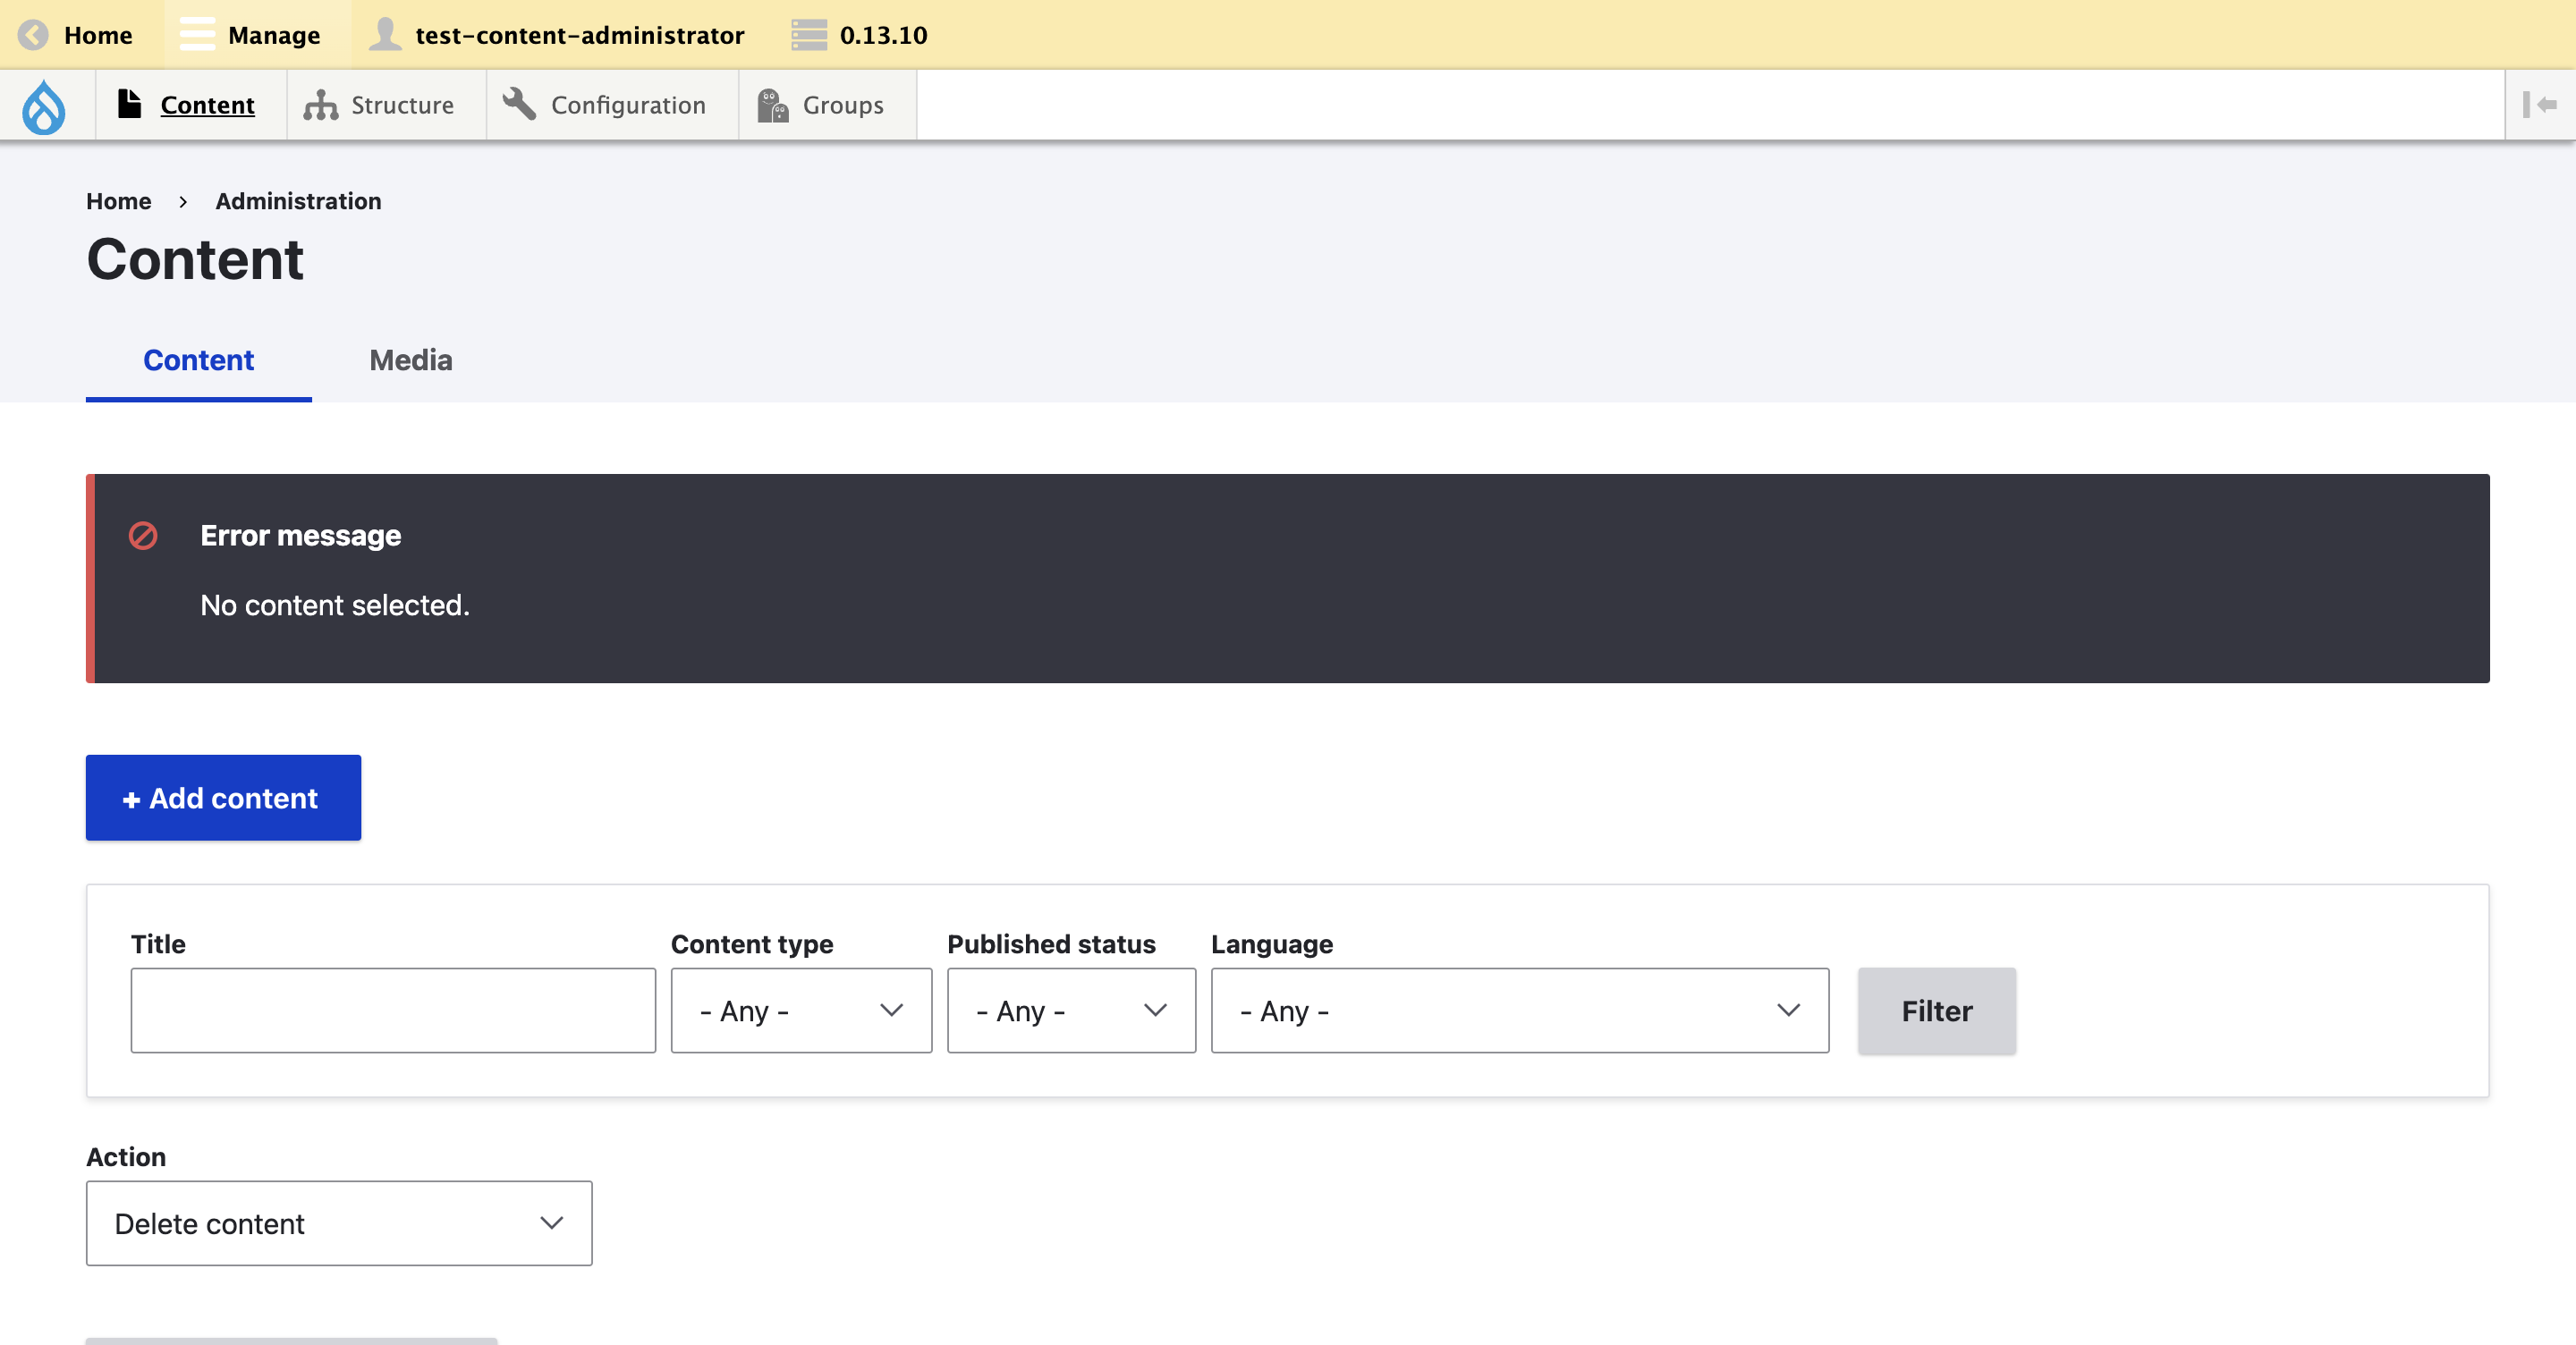 Home Manage test-content-administrator 0.13.10
Content Structure Configuration Groups
Home › Administration
Content
Content Media
Error message
No content selected.
+ Add content
Title Content type Published status Language
- Any - - Any - - Any - Filter
Action
Delete content